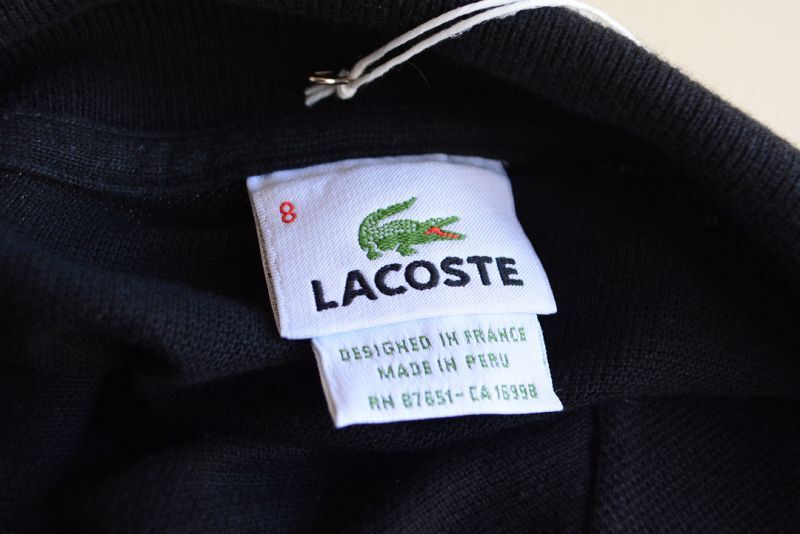 8
LACOSTE
DESIGNED IN FRANCE
MADE IN PERU
RN 87651-CA 16998